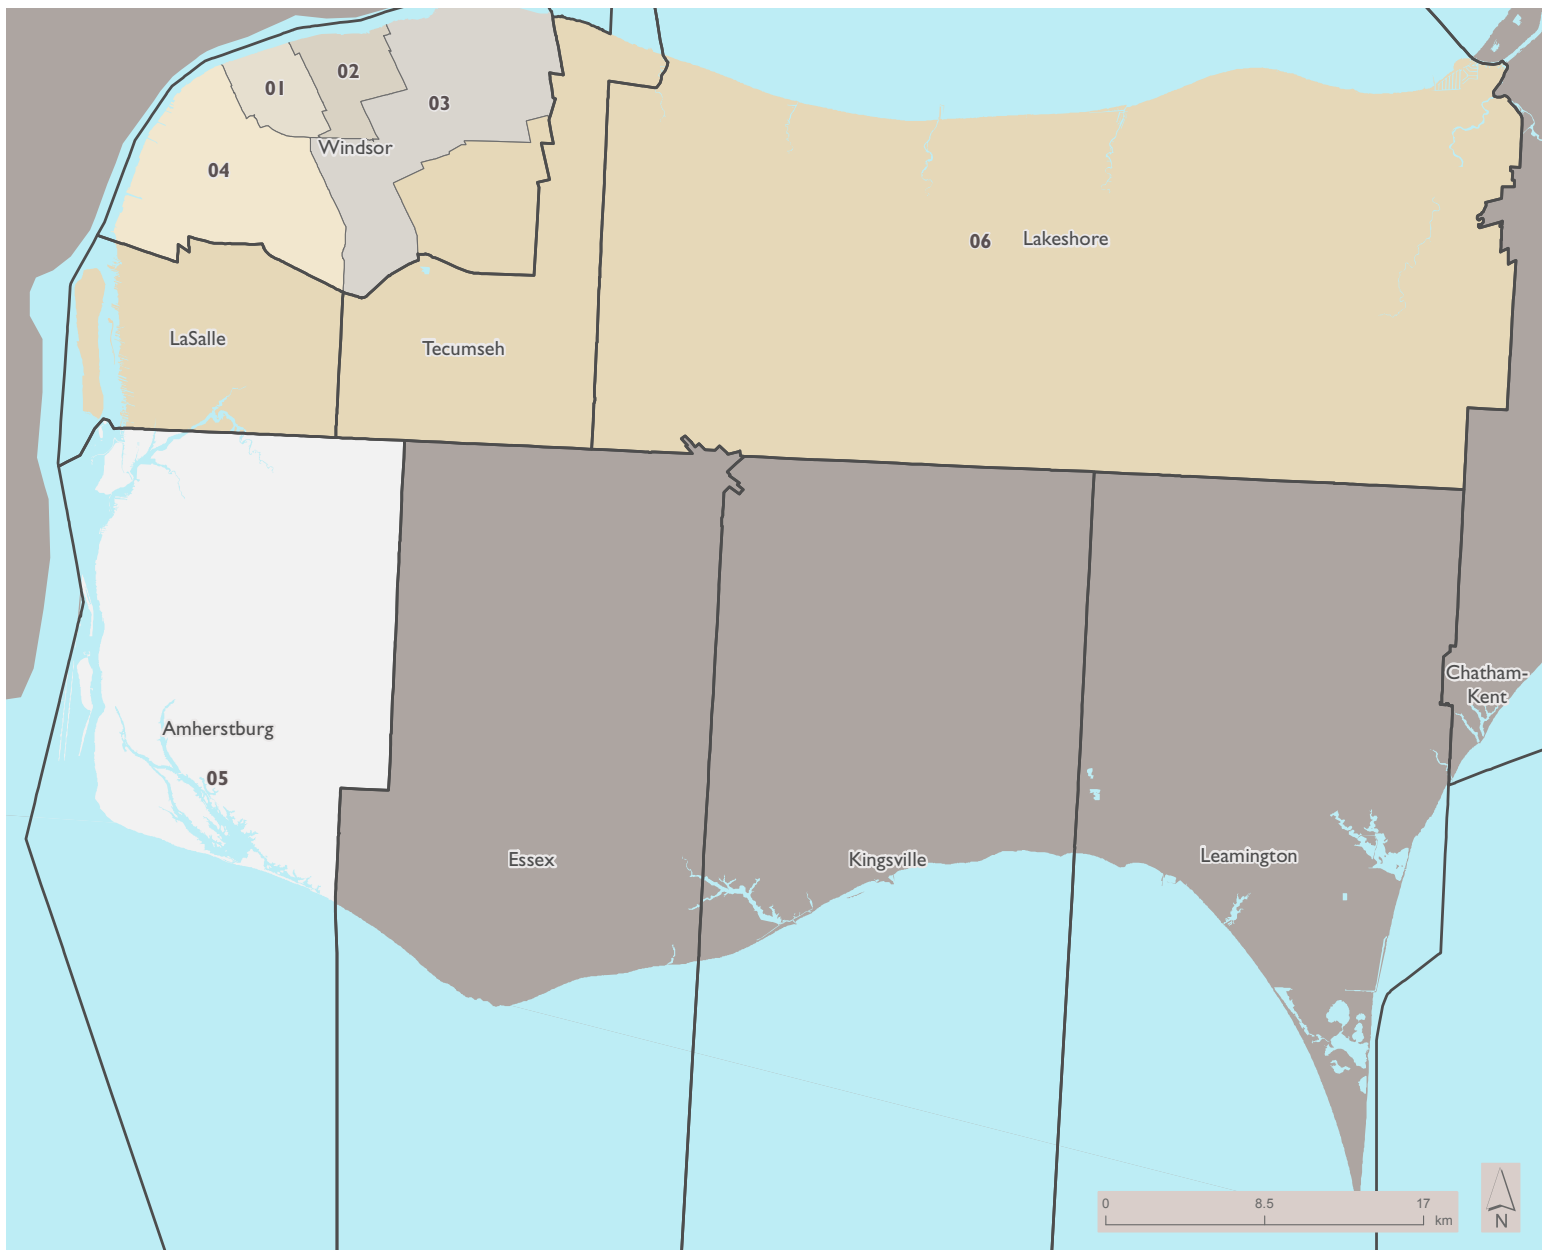 01
02
03
Windsor
04
06
Lakeshore
LaSalle
Tecumseh
Chatham-
Kent
Amherstburg
05
Essex
Kingsville
Leamington
0
8.5
17
km
N